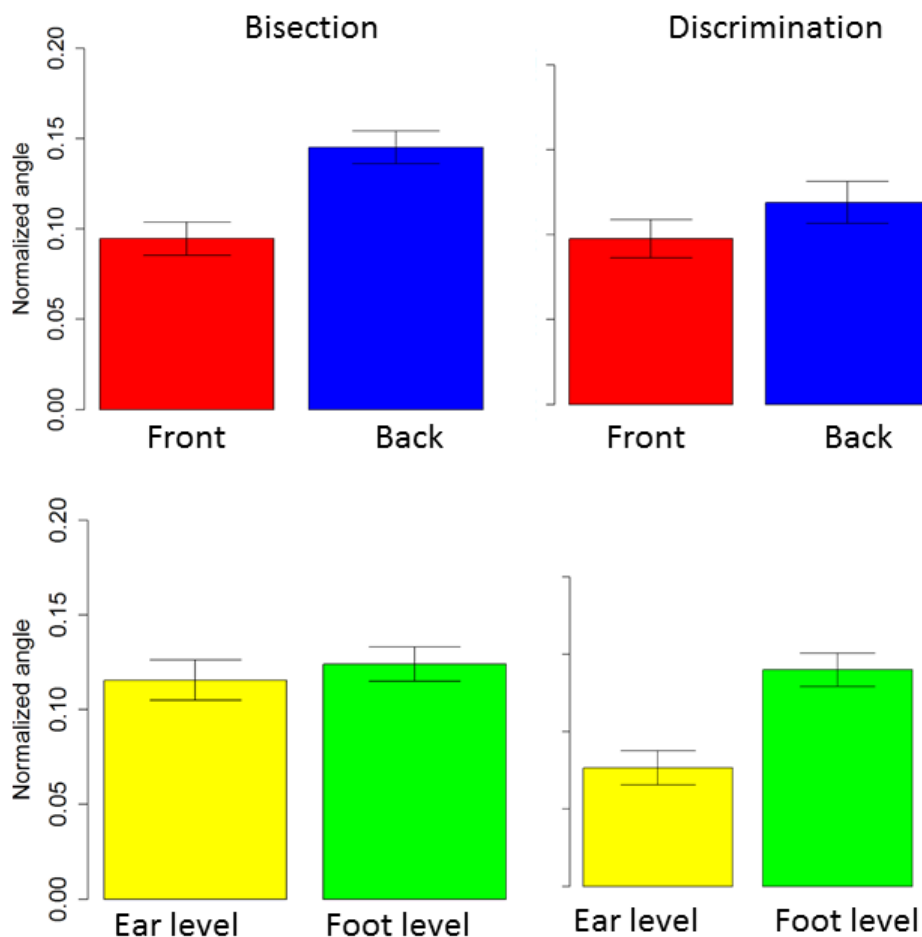 Bisection
Discrimination
Normalized angle
0.20
0.15
0.10
0.05
0.00
Front
Back
Front
Back
Normalized angle
0.20
0.15
0.10
0.05
0.00
Ear level
Foot level
Ear level
Foot level